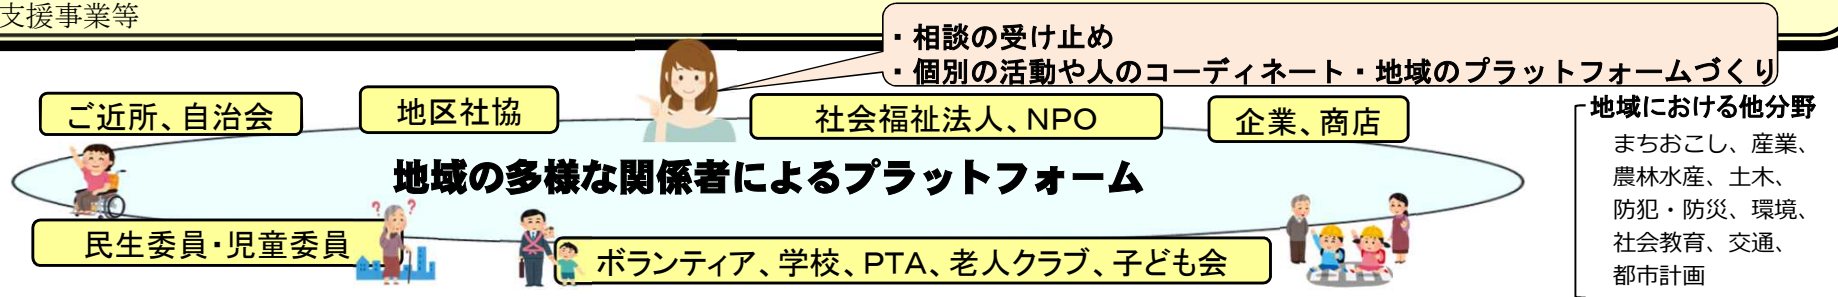 支援事業等
・相談の受け止め
・個別の活動や人のコーディネート・地域のプラットフォームづくり
ご近所、自治会
地区社協
社会福祉法人、NPO
企業、商店
地域の多様な関係者によるプラットフォーム
民生委員・児童委員
? ?
ボランティア、学校、PTA、老人クラブ、子ども会
地域における他分野
まちおこし、産業、
農林水産、土木、
防犯・防災、環境、
社会教育、交通、
都市計画